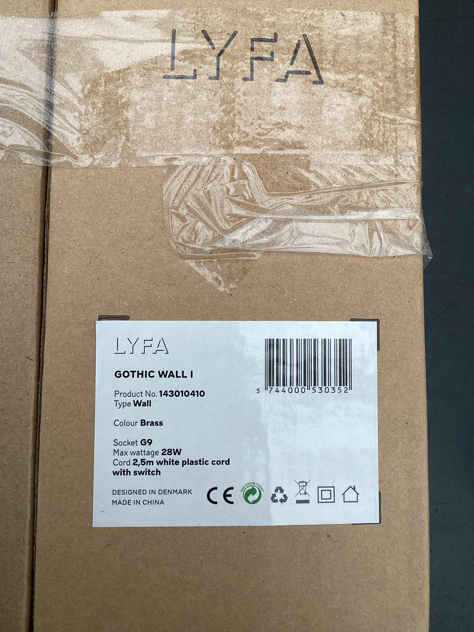 LYFA
LYFA
GOTHIC WALL I
Product No. 143010410
Type Wall
Colour Brass
Socket G9
Max wattage 28W
Cord 2,5m white plastic cord
with switch
DESIGNED IN DENMARK
MADE IN CHINA
5 744000 530352
CE